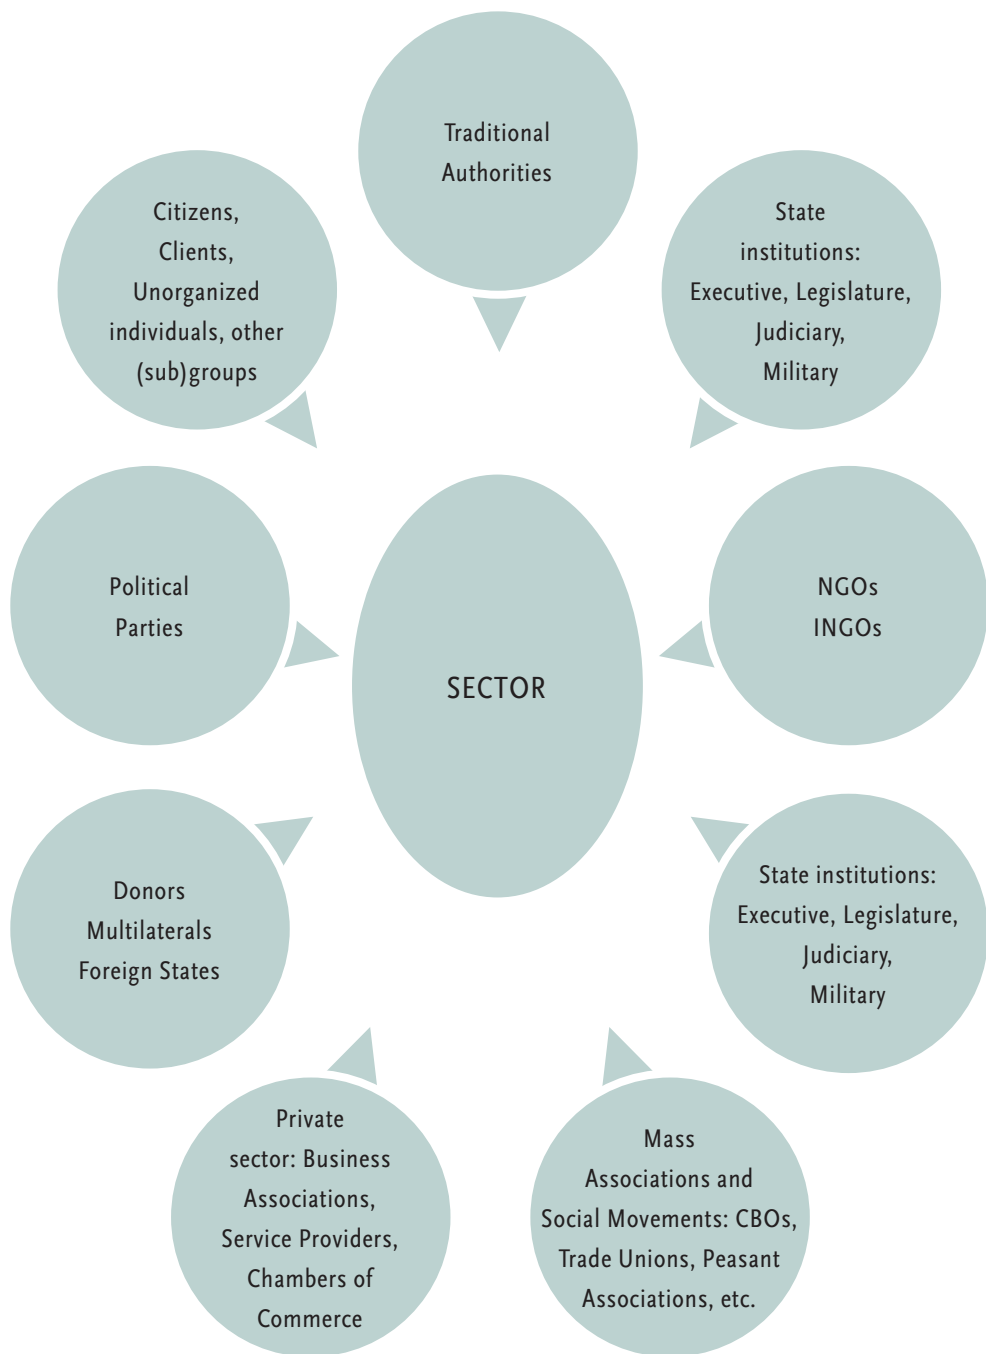 Traditional
Authorities
Citizens,
Clients,
Unorganized
individuals, other
(sub)groups
State
institutions:
Executive, Legislature,
Judiciary,
Military
Political
Parties
NGOs
INGOs
SECTOR
Donors
Multilaterals
Foreign States
State institutions:
Executive, Legislature,
Judiciary,
Military
Private
sector: Business
Associations,
Service Providers,
Chambers of
Commerce
Mass
Associations and
Social Movements: CBOs,
Trade Unions, Peasant
Associations, etc.